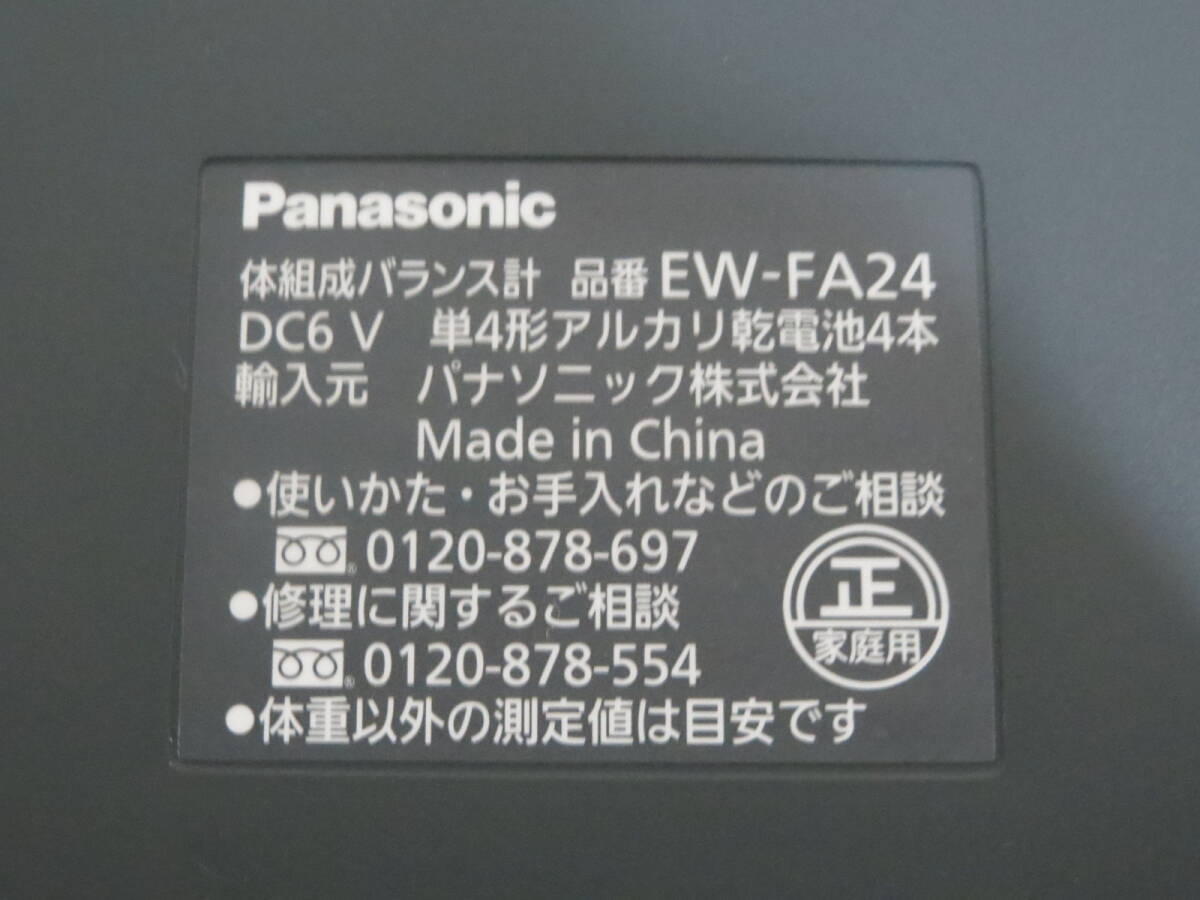 Panasonic
体組成バランス計 品番 EW-FA24
DC6 V 単4形アルカリ乾電池4本
輸入元 パナソニック株式会社
Made in China
●使いかた・お手入れなどのご相談
® 0120-878-697
●修理に関するご相談
® 0120-878-554
●体重以外の測定値は目安です
正
家庭用